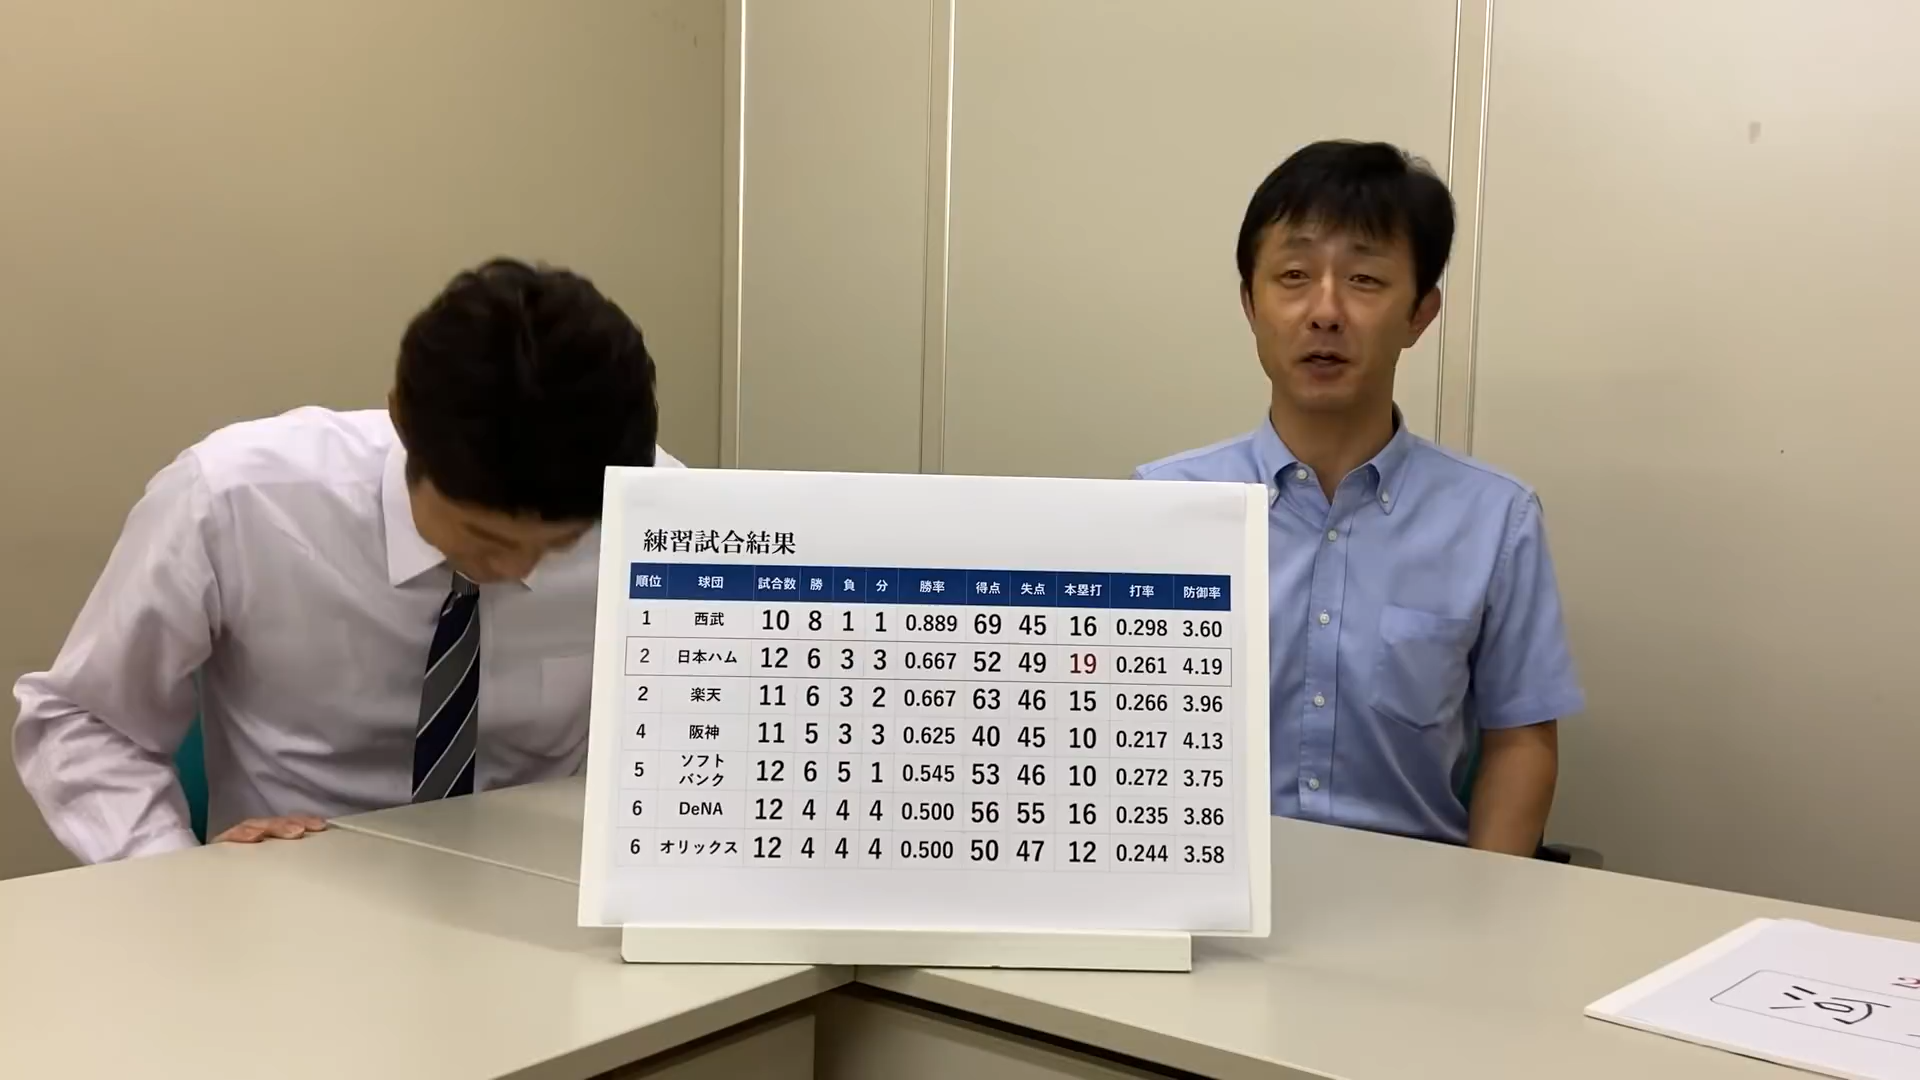 練習試合結果
順位 球団 試合数 勝 負 分 勝率 得点 失点 本塁打 打率 防御率
1 西武 10 8 1 1 0.889 69 45 16 0.298 3.60
2 日本ハム 12 6 3 3 0.667 52 49 19 0.261 4.19
2 楽天 11 6 3 2 0.667 63 46 15 0.266 3.96
4 阪神 11 5 3 3 0.625 40 45 10 0.217 4.13
5 ソフトバンク 12 6 5 1 0.545 53 46 10 0.272 3.75
6 DeNA 12 4 4 4 0.500 56 55 16 0.235 3.86
6 オリックス 12 4 4 4 0.500 50 47 12 0.244 3.58